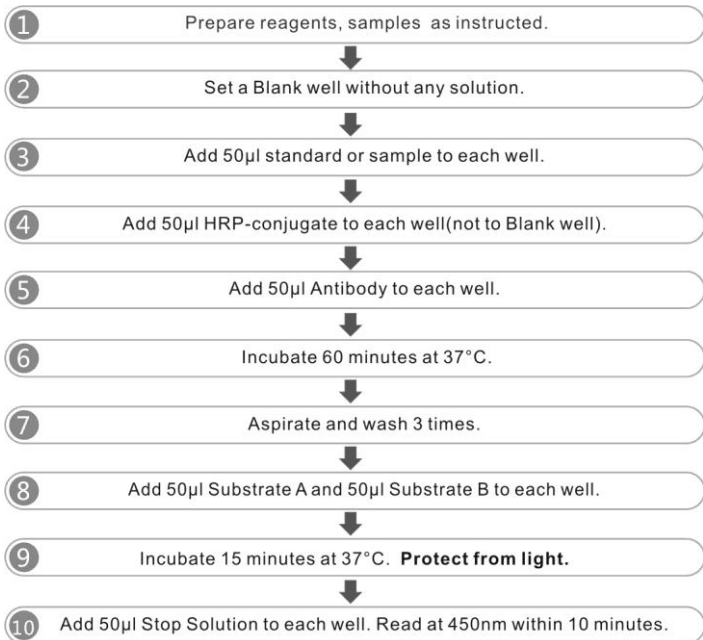 1 Prepare reagents, samples as instructed.
2 Set a Blank well without any solution.
3 Add 50μl standard or sample to each well.
4 Add 50μl HRP-conjugate to each well(not to Blank well).
5 Add 50μl Antibody to each well.
6 Incubate 60 minutes at 37°C.
7 Aspirate and wash 3 times.
8 Add 50μl Substrate A and 50μl Substrate B to each well.
9 Incubate 15 minutes at 37°C. Protect from light.
10 Add 50μl Stop Solution to each well. Read at 450nm within 10 minutes.